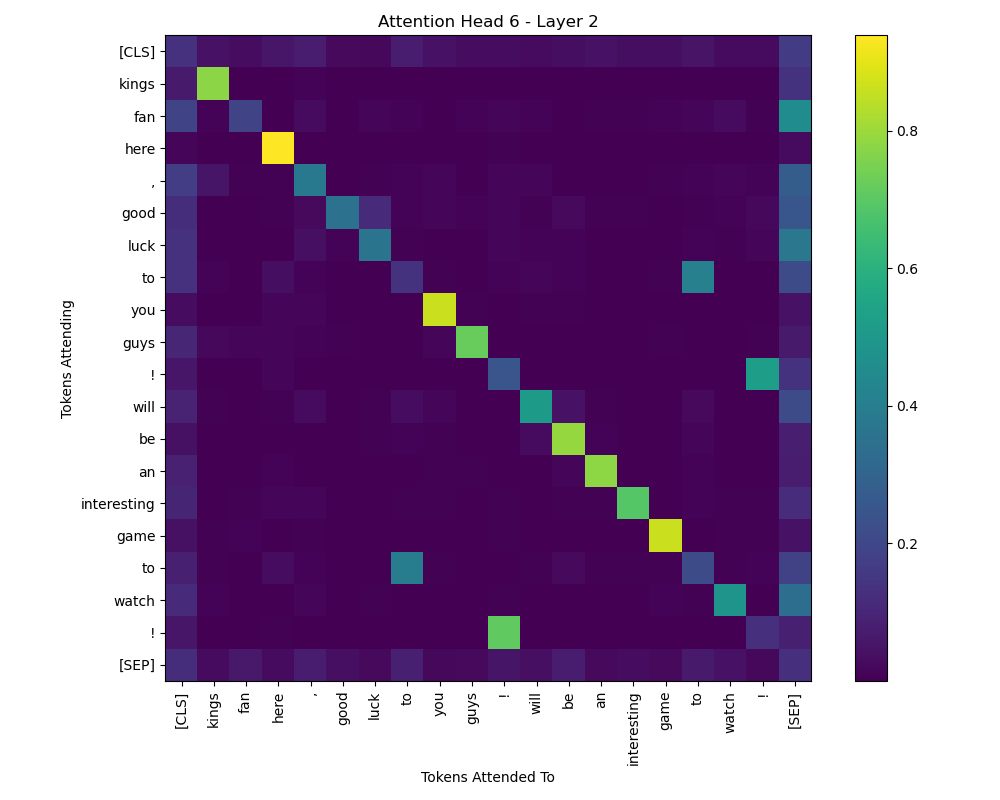 Attention Head 6 - Layer 2
[CLS]
kings
fan
here
,
good
luck
to
you
guys
!
will
be
an
interesting
game
to
watch
!
[SEP]
Tokens Attending
[CLS]
kings
fan
here
,
good
luck
to
you
guys
!
will
be
an
interesting
game
to
watch
!
[SEP]
Tokens Attended To
0.8
0.6
0.4
0.2